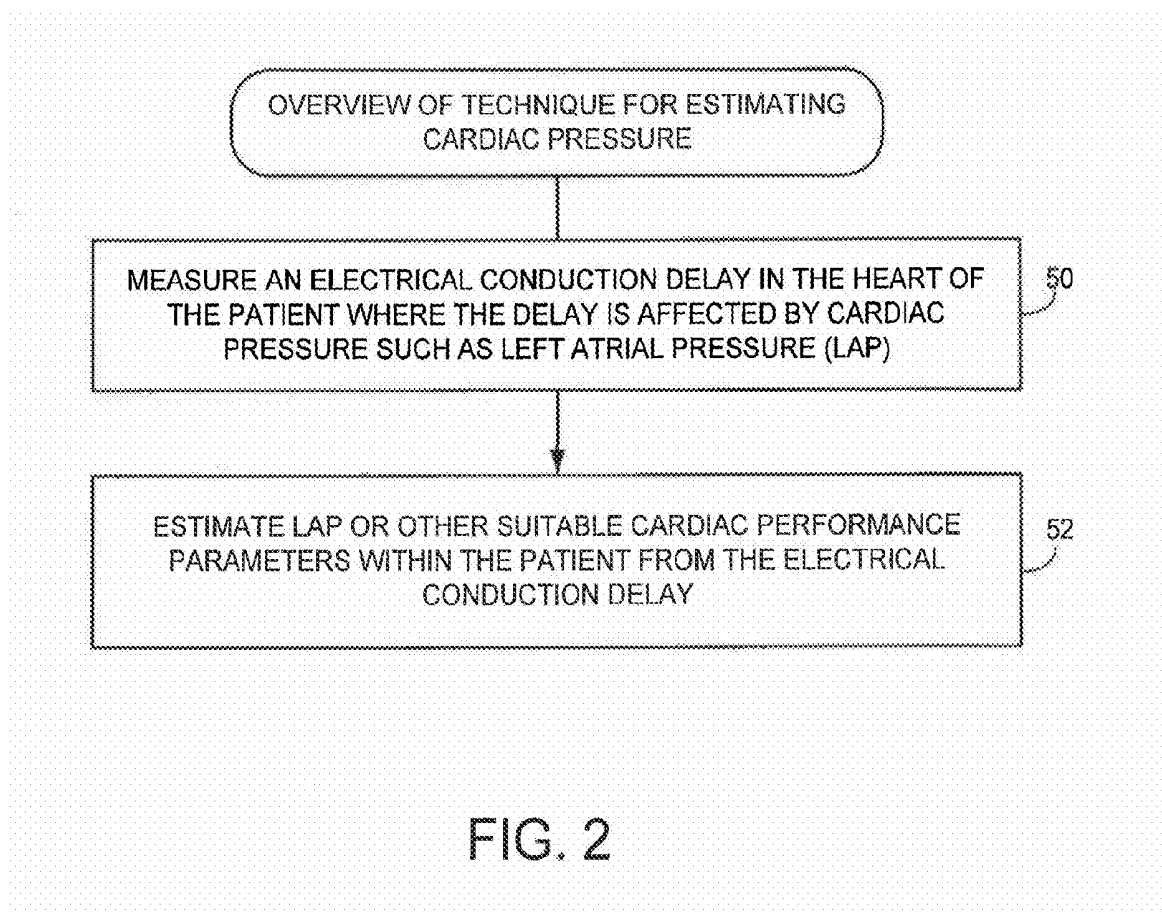 OVERVIEW OF TECHNIQUE FOR ESTIMATING
CARDIAC PRESSURE
MEASURE AN ELECTRICAL CONDUCTION DELAY IN THE HEART OF
THE PATIENT WHERE THE DELAY IS AFFECTED BY CARDIAC
PRESSURE SUCH AS LEFT ATRIAL PRESSURE (LAP)
50
ESTIMATE LAP OR OTHER SUITABLE CARDIAC PERFORMANCE
PARAMETERS WITHIN THE PATIENT FROM THE ELECTRICAL
CONDUCTION DELAY
52
FIG. 2